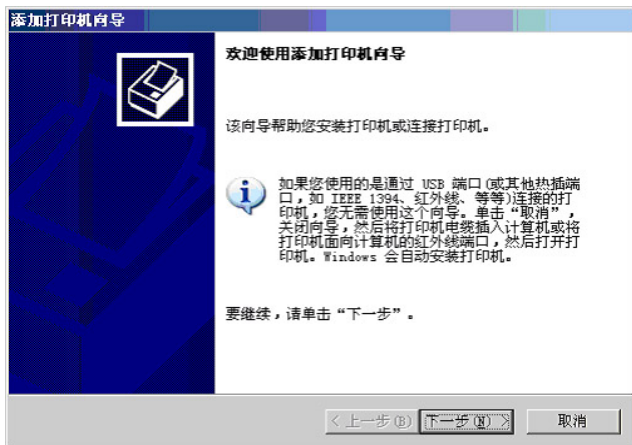 添加打印机向导
欢迎使用添加打印机向导
该向导帮助您安装打印机或连接打印机。
如果您使用的是通过 USB 端口(或其他热插端
口，如 IEEE 1394、红外线、等等)连接的打
印机，您无需使用这个向导。单击“取消”，
关闭向导，然后将打印机电缆插入计算机或将
打印机面向计算机的红外线端口，然后打开打
印机。Windows 会自动安装打印机。
要继续，请单击“下一步”。
< 上一步(B)
下一步(N) >
取消